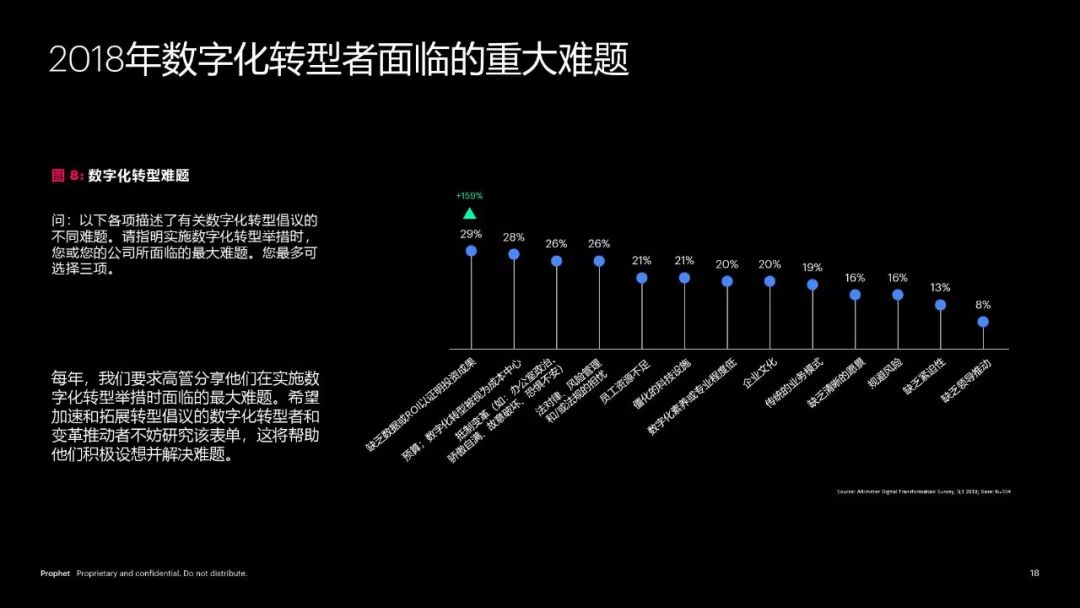 2018年数字化转型者面临的重大难题
图 8: 数字化转型难题
问：以下各项描述了有关数字化转型倡议的
不同难题。请指明实施数字化转型举措时，
您或您的公司所面临的最大难题。您最多可
选择三项。
每年，我们要求高管分享他们在实施数
字化转型举措时面临的最大难题。希望
加速和拓展转型倡议的数字化转型者和
变革推动者不妨研究该表单，这将帮助
他们积极设想并解决难题。
+159%
29%
28%
26%
26%
21%
21%
20%
20%
19%
16%
16%
13%
8%
缺乏数据或ROI以证明投资成果
预算；数字化转型被视为成本中心
抵制变革（如：办公室政治、
骄傲自满、故意破坏、恐惧不安）
法对律、风险管理
和/或法规的担忧
员工资源不足
僵化的科技设施
数字化素养或专业程度低
企业文化
传统的业务模式
缺乏清晰的愿景
规避风险
缺乏紧迫性
缺乏领导推动
Source: Altimeter Digital Transformation Survey, Q3 2018; Base: N=554
Prophet Proprietary and confidential. Do not distribute.
18